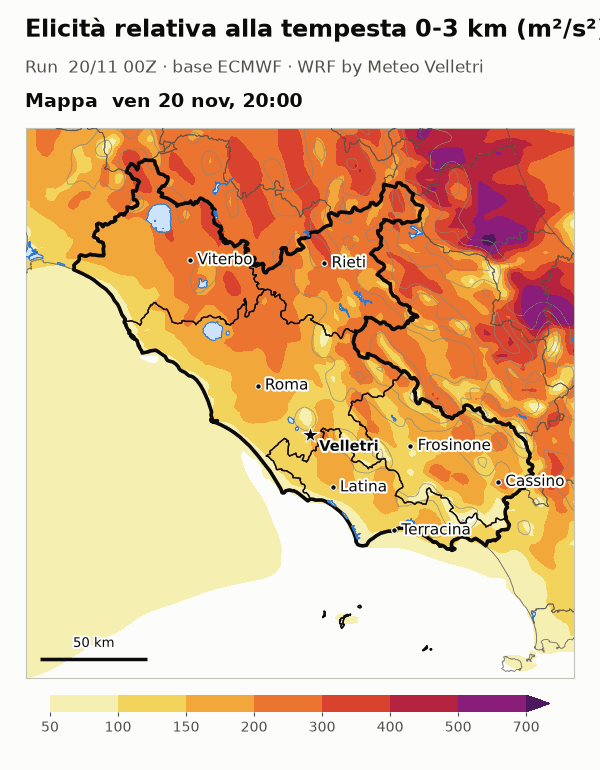 Elicità relativa alla tempesta 0-3 km (m²/s²)
Run 20/11 00Z · base ECMWF · WRF by Meteo Velletri
Mappa ven 20 nov, 20:00
Viterbo
Rieti
Roma
Velletri
Frosinone
Cassino
Latina
Terracina
50 km
50 100 150 200 300 400 500 700